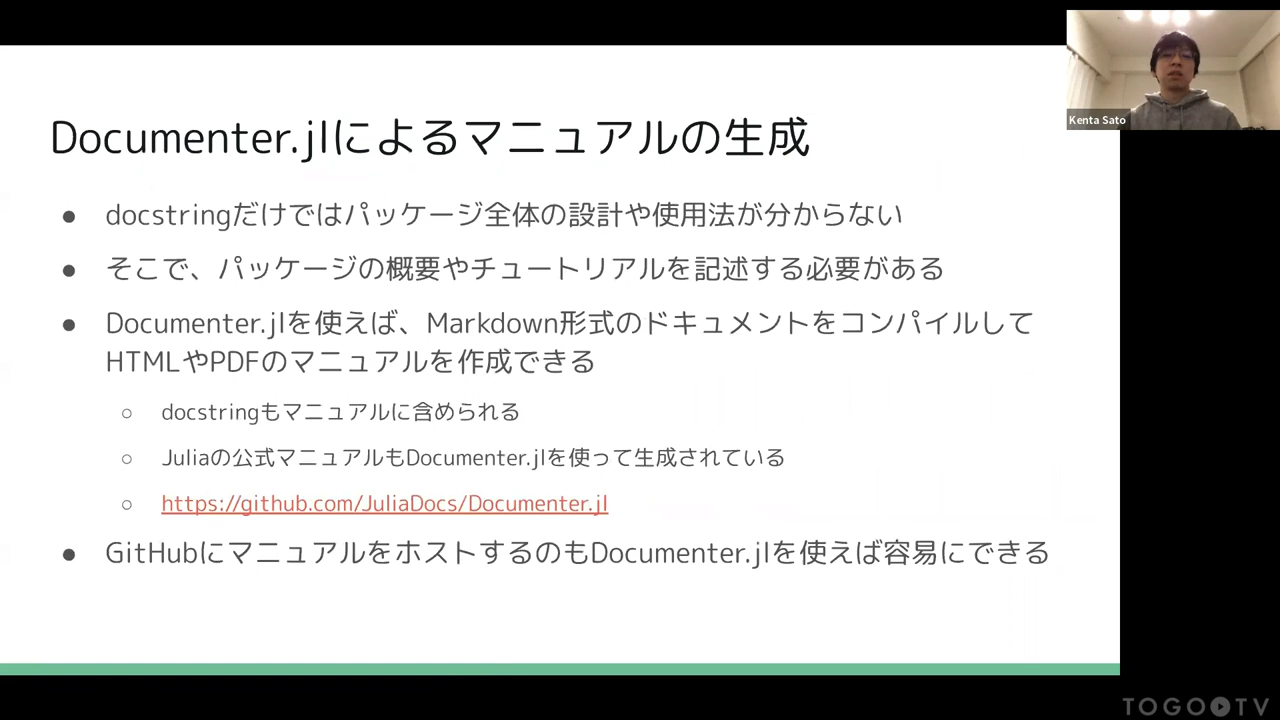 Documenter.jlによるマニュアルの生成
● docstringだけではパッケージ全体の設計や使用法が分からない
● そこで、パッケージの概要やチュートリアルを記述する必要がある
● Documenter.jlを使えば、Markdown形式のドキュメントをコンパイルして
HTMLやPDFのマニュアルを作成できる
○ docstringもマニュアルに含められる
○ Juliaの公式マニュアルもDocumenter.jlを使って生成されている
○ https://github.com/JuliaDocs/Documenter.jl
● GitHubにマニュアルをホストするのもDocumenter.jlを使えば容易にできる
Kenta Sato
TOGO TV